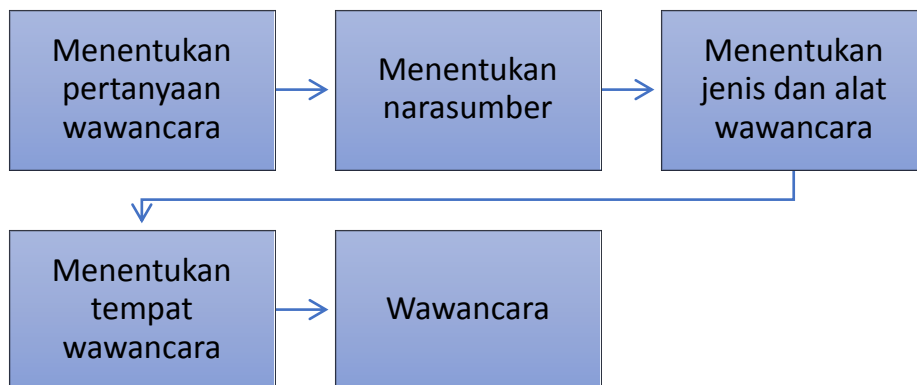 Menentukan
pertanyaan
wawancara
Menentukan
narasumber
Menentukan
jenis dan alat
wawancara
Menentukan
tempat
wawancara
Wawancara